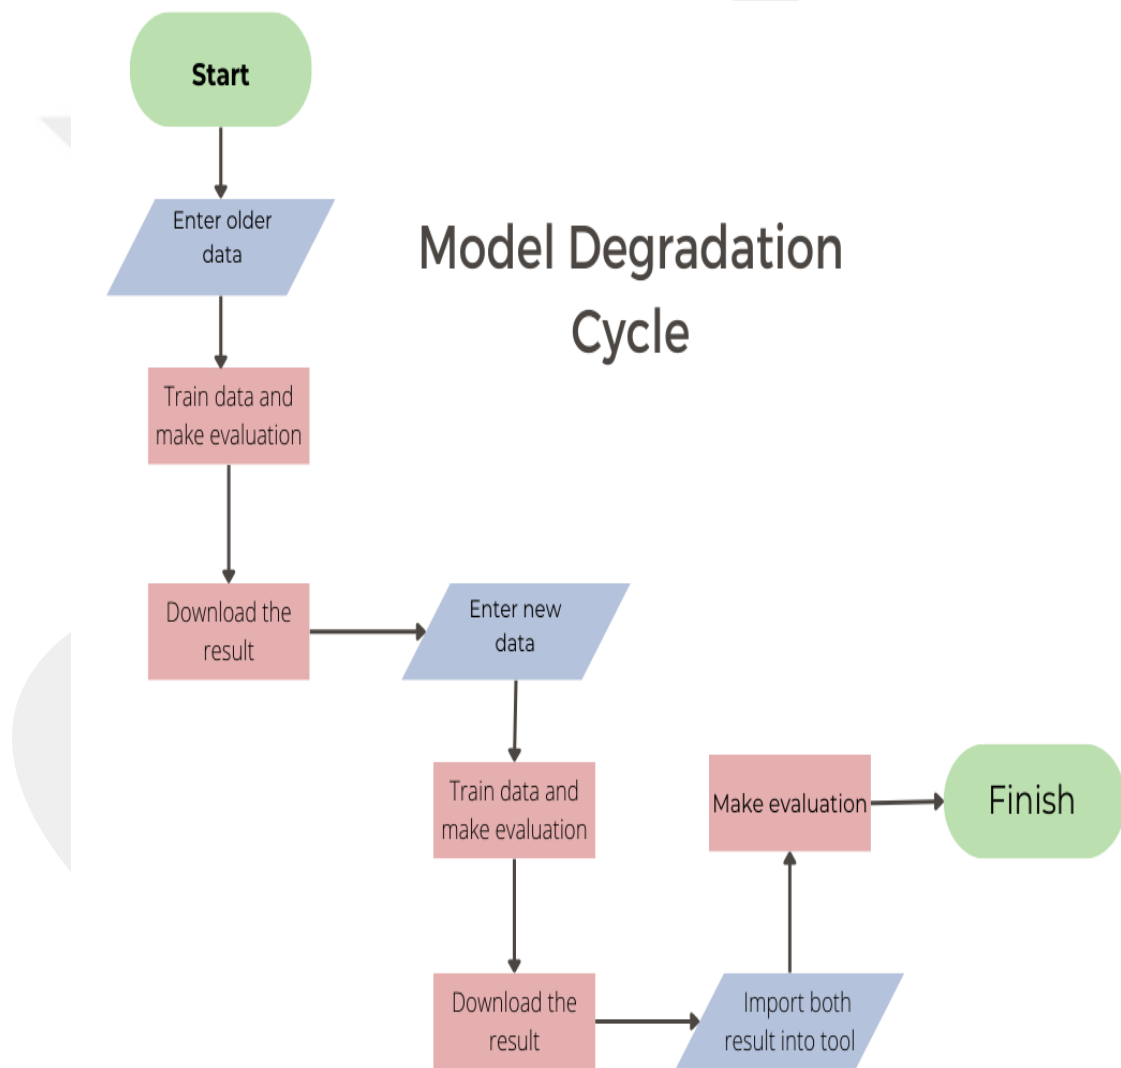 Start
Enter older
data
Model Degradation
Cycle
Train data and
make evaluation
Download the
result
Enter new
data
Train data and
make evaluation
Make evaluation
Finish
Download the
result
Import both
result into tool